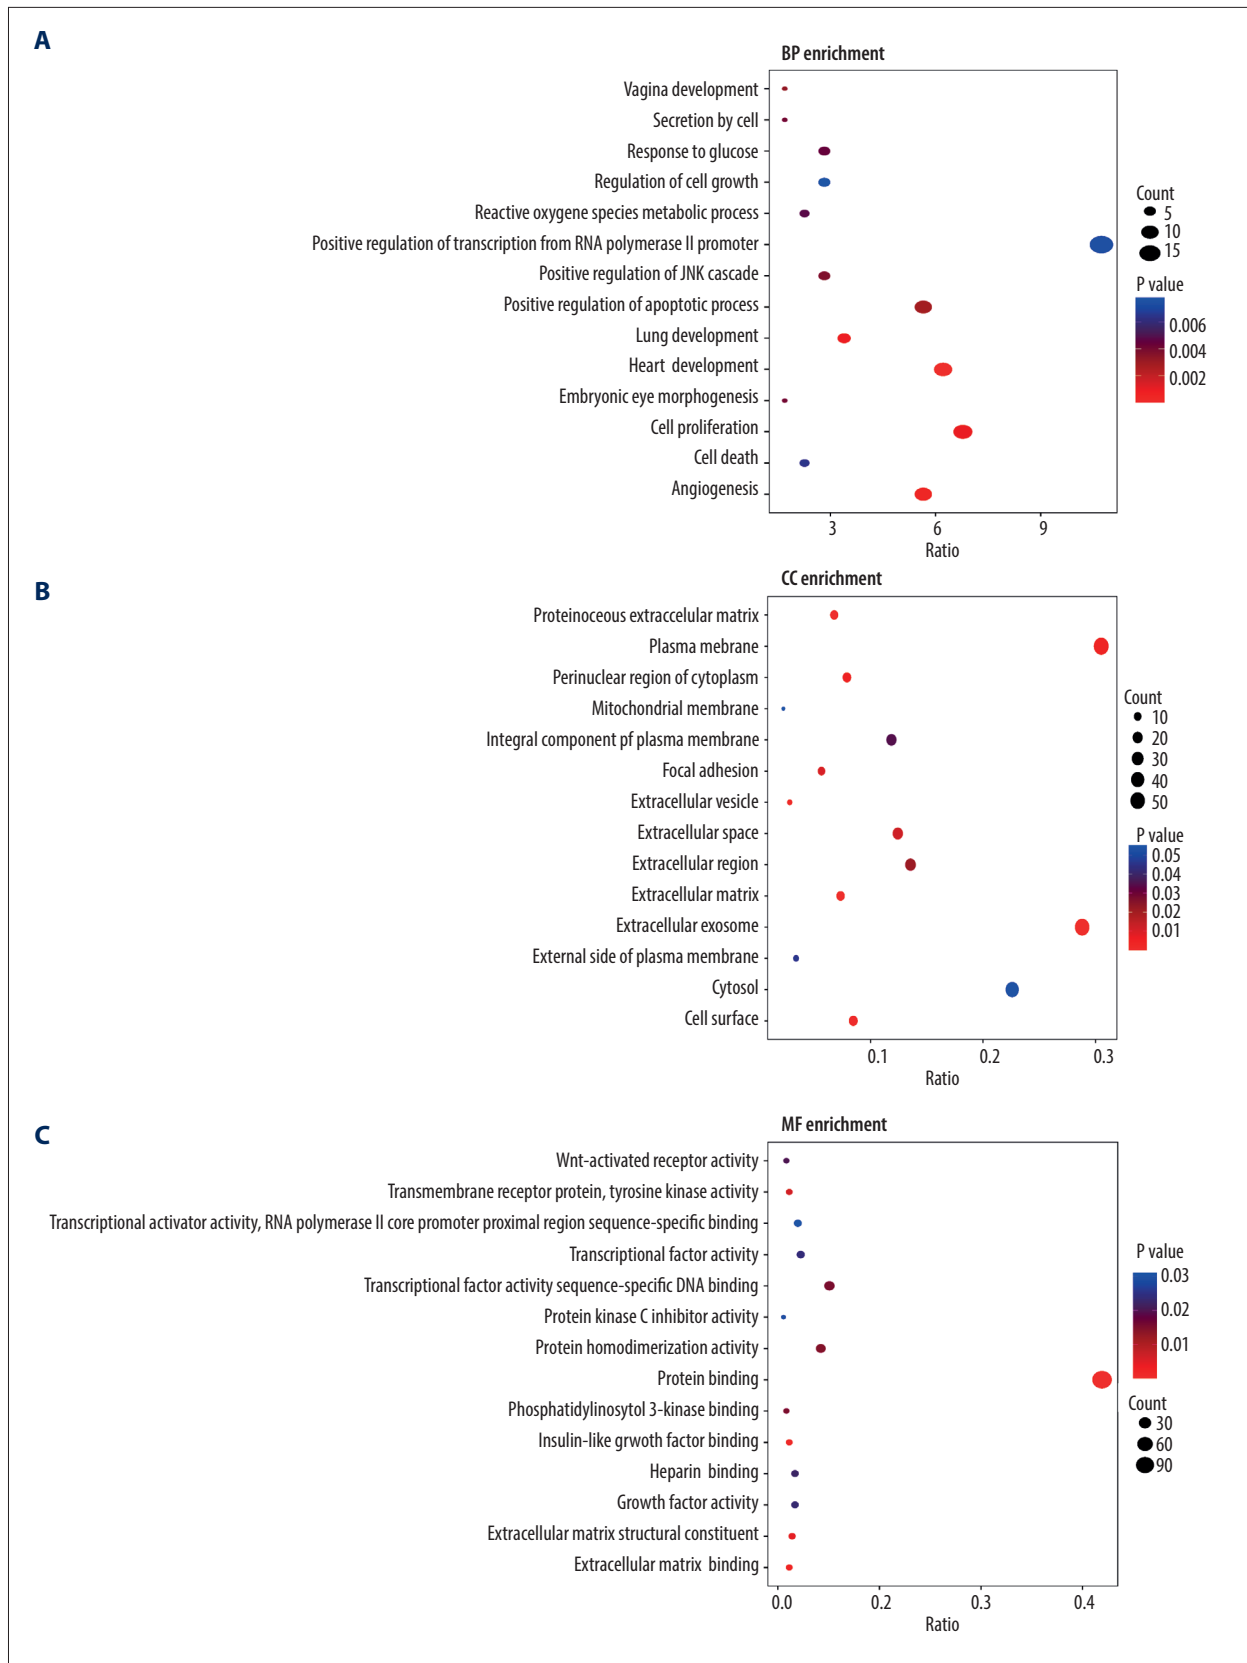 A
BP enrichment
Vagina development
Secretion by cell
Response to glucose
Regulation of cell growth
Reactive oxygene species metabolic process
Positive regulation of transcription from RNA polymerase II promoter
Positive regulation of JNK cascade
Positive regulation of apoptotic process
Lung development
Heart development
Embryonic eye morphogenesis
Cell proliferation
Cell death
Angiogenesis
3 6 9
Ratio
Count
5
10
15
P value
0.006
0.004
0.002
B
CC enrichment
Proteinoceous extraccelular matrix
Plasma mebrane
Perinuclear region of cytoplasm
Mitochondrial membrane
Integral component pf plasma membrane
Focal adhesion
Extracellular vesicle
Extracellular space
Extracellular region
Extracellular matrix
Extracellular exosome
External side of plasma membrane
Cytosol
Cell surface
0.1 0.2 0.3
Ratio
Count
10
20
30
40
50
P value
0.05
0.04
0.03
0.02
0.01
C
MF enrichment
Wnt-activated receptor activity
Transmembrane receptor protein, tyrosine kinase activity
Transcriptional activator activity, RNA polymerase II core promoter proximal region sequence-specific binding
Transcriptional factor activity
Transcriptional factor activity sequence-specific DNA binding
Protein kinase C inhibitor activity
Protein homodimerization activity
Protein binding
Phosphatidylinosytol 3-kinase binding
Insulin-like grwoth factor binding
Heparin binding
Growth factor activity
Extracellular matrix structural constituent
Extracellular matrix binding
0.0 0.2 0.3 0.4
Ratio
P value
0.03
0.02
0.01
Count
30
60
90